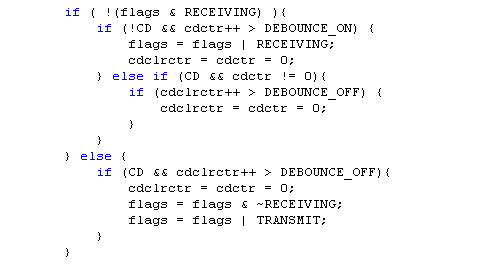 if ( !(flags & RECEIVING) ){
if (!CD && cdctr++ > DEBOUNCE_ON) {
flags = flags | RECEIVING;
cdclrctr = cdctr = 0;
} else if (CD && cdctr != 0){
if (cdclrctr++ > DEBOUNCE_OFF) {
cdclrctr = cdctr = 0;
}
}
} else {
if (CD && cdclrctr++ > DEBOUNCE_OFF){
cdclrctr = cdctr = 0;
flags = flags & ~RECEIVING;
flags = flags | TRANSMIT;
}
}